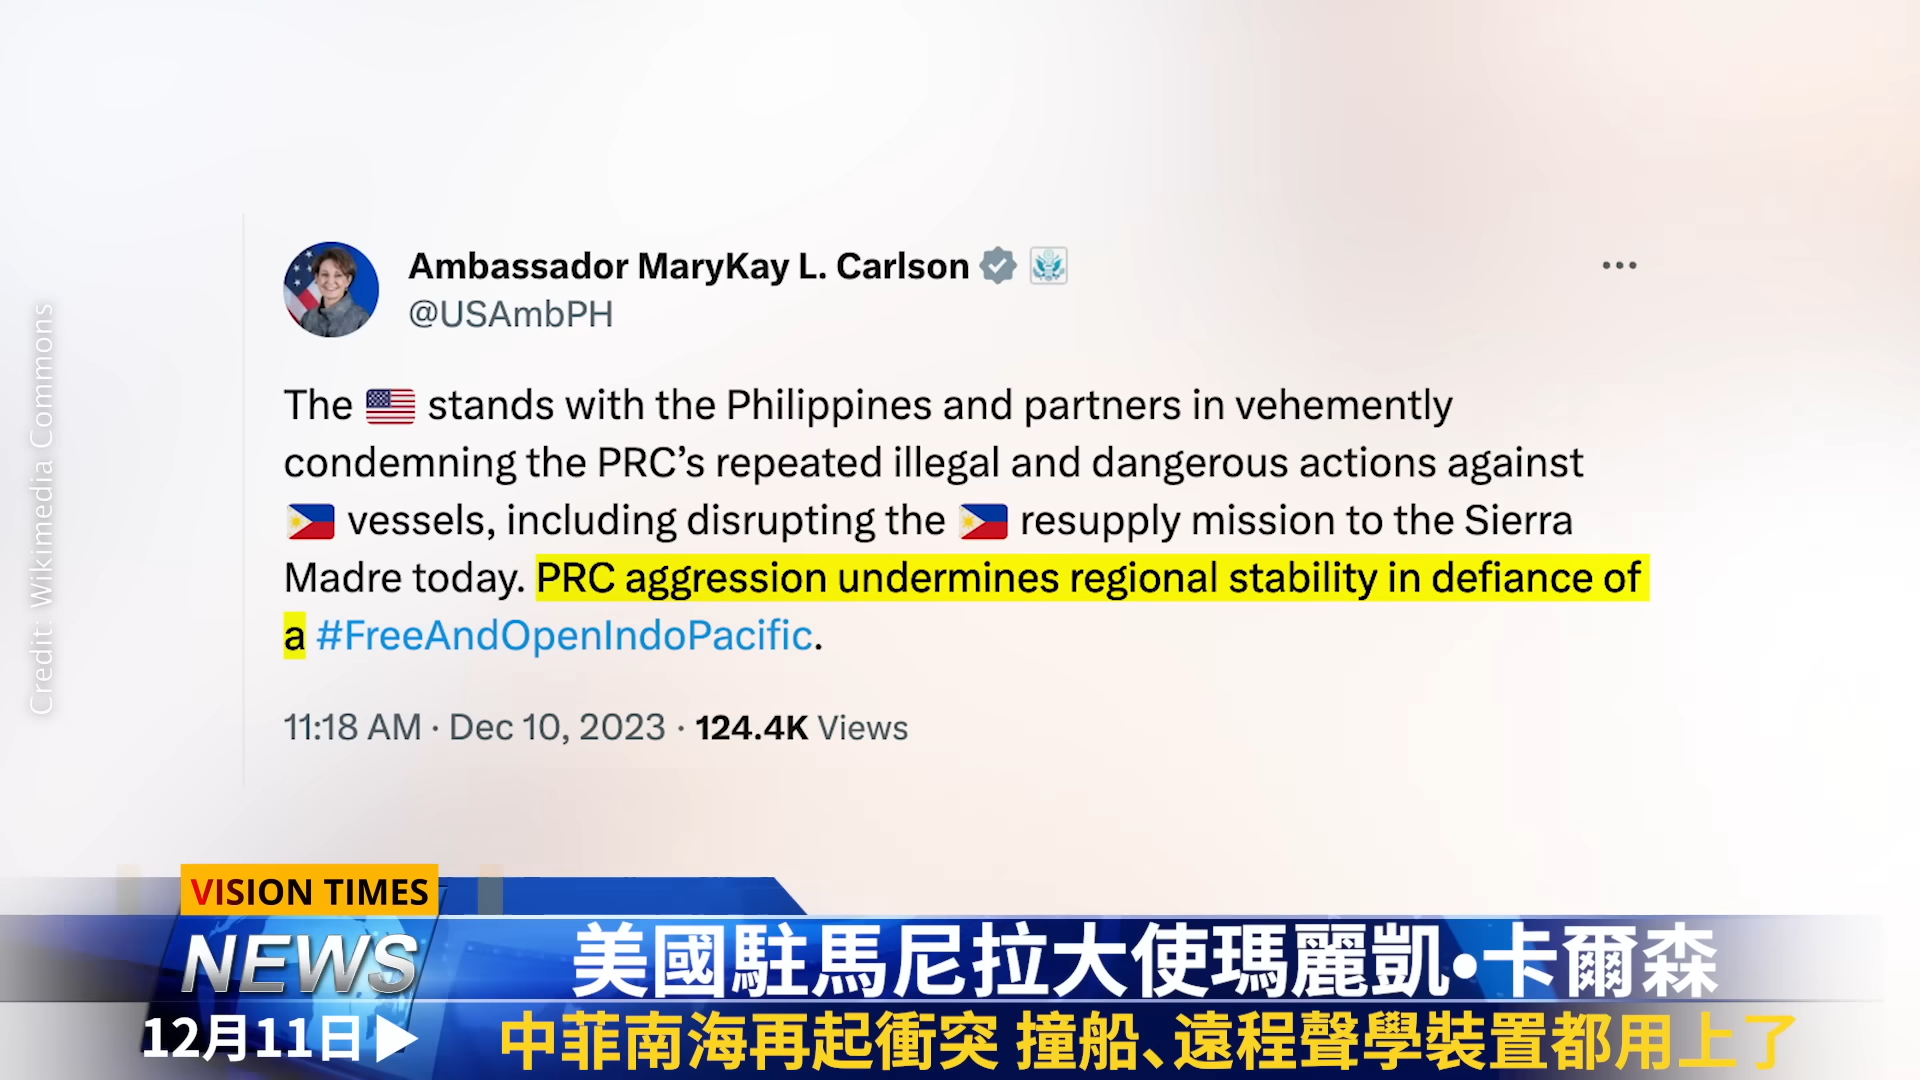 Credit: Wikimedia Commons
Ambassador MaryKay L. Carlson
@USAmbPH
The 🇺🇸 stands with the Philippines and partners in vehemently
condemning the PRC’s repeated illegal and dangerous actions against
🇵🇭 vessels, including disrupting the 🇵🇭 resupply mission to the Sierra
Madre today. PRC aggression undermines regional stability in defiance of
a #FreeAndOpenIndoPacific.
11:18 AM · Dec 10, 2023 · 124.4K Views
VISION TIMES
NEWS
美國駐馬尼拉大使瑪麗凱•卡爾森
12月11日▶
中菲南海再起衝突 撞船、遠程聲學裝置都用上了